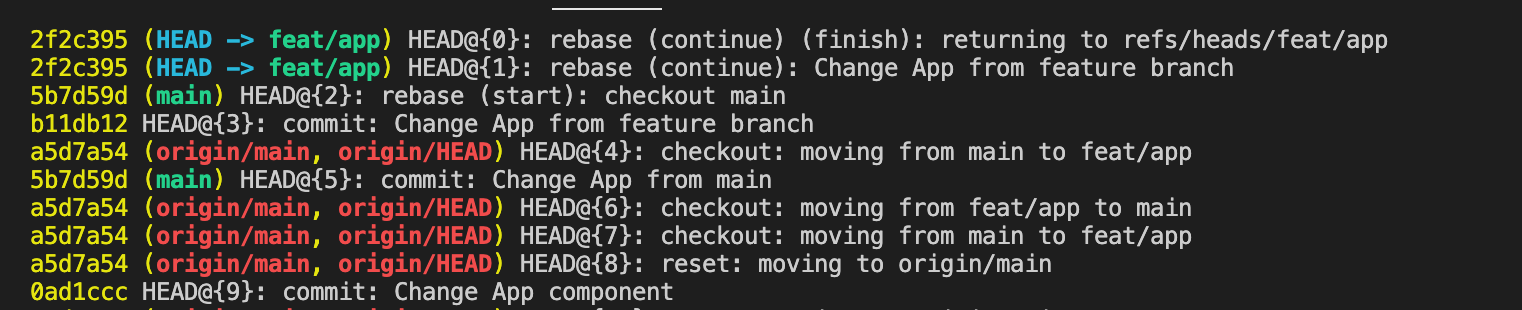 2f2c395 (HEAD -> feat/app) HEAD@{0}: rebase (continue) (finish): returning to refs/heads/feat/app
2f2c395 (HEAD -> feat/app) HEAD@{1}: rebase (continue): Change App from feature branch
5b7d59d (main) HEAD@{2}: rebase (start): checkout main
b11db12 HEAD@{3}: commit: Change App from feature branch
a5d7a54 (origin/main, origin/HEAD) HEAD@{4}: checkout: moving from main to feat/app
5b7d59d (main) HEAD@{5}: commit: Change App from main
a5d7a54 (origin/main, origin/HEAD) HEAD@{6}: checkout: moving from feat/app to main
a5d7a54 (origin/main, origin/HEAD) HEAD@{7}: checkout: moving from main to feat/app
a5d7a54 (origin/main, origin/HEAD) HEAD@{8}: reset: moving to origin/main
0ad1ccc HEAD@{9}: commit: Change App component